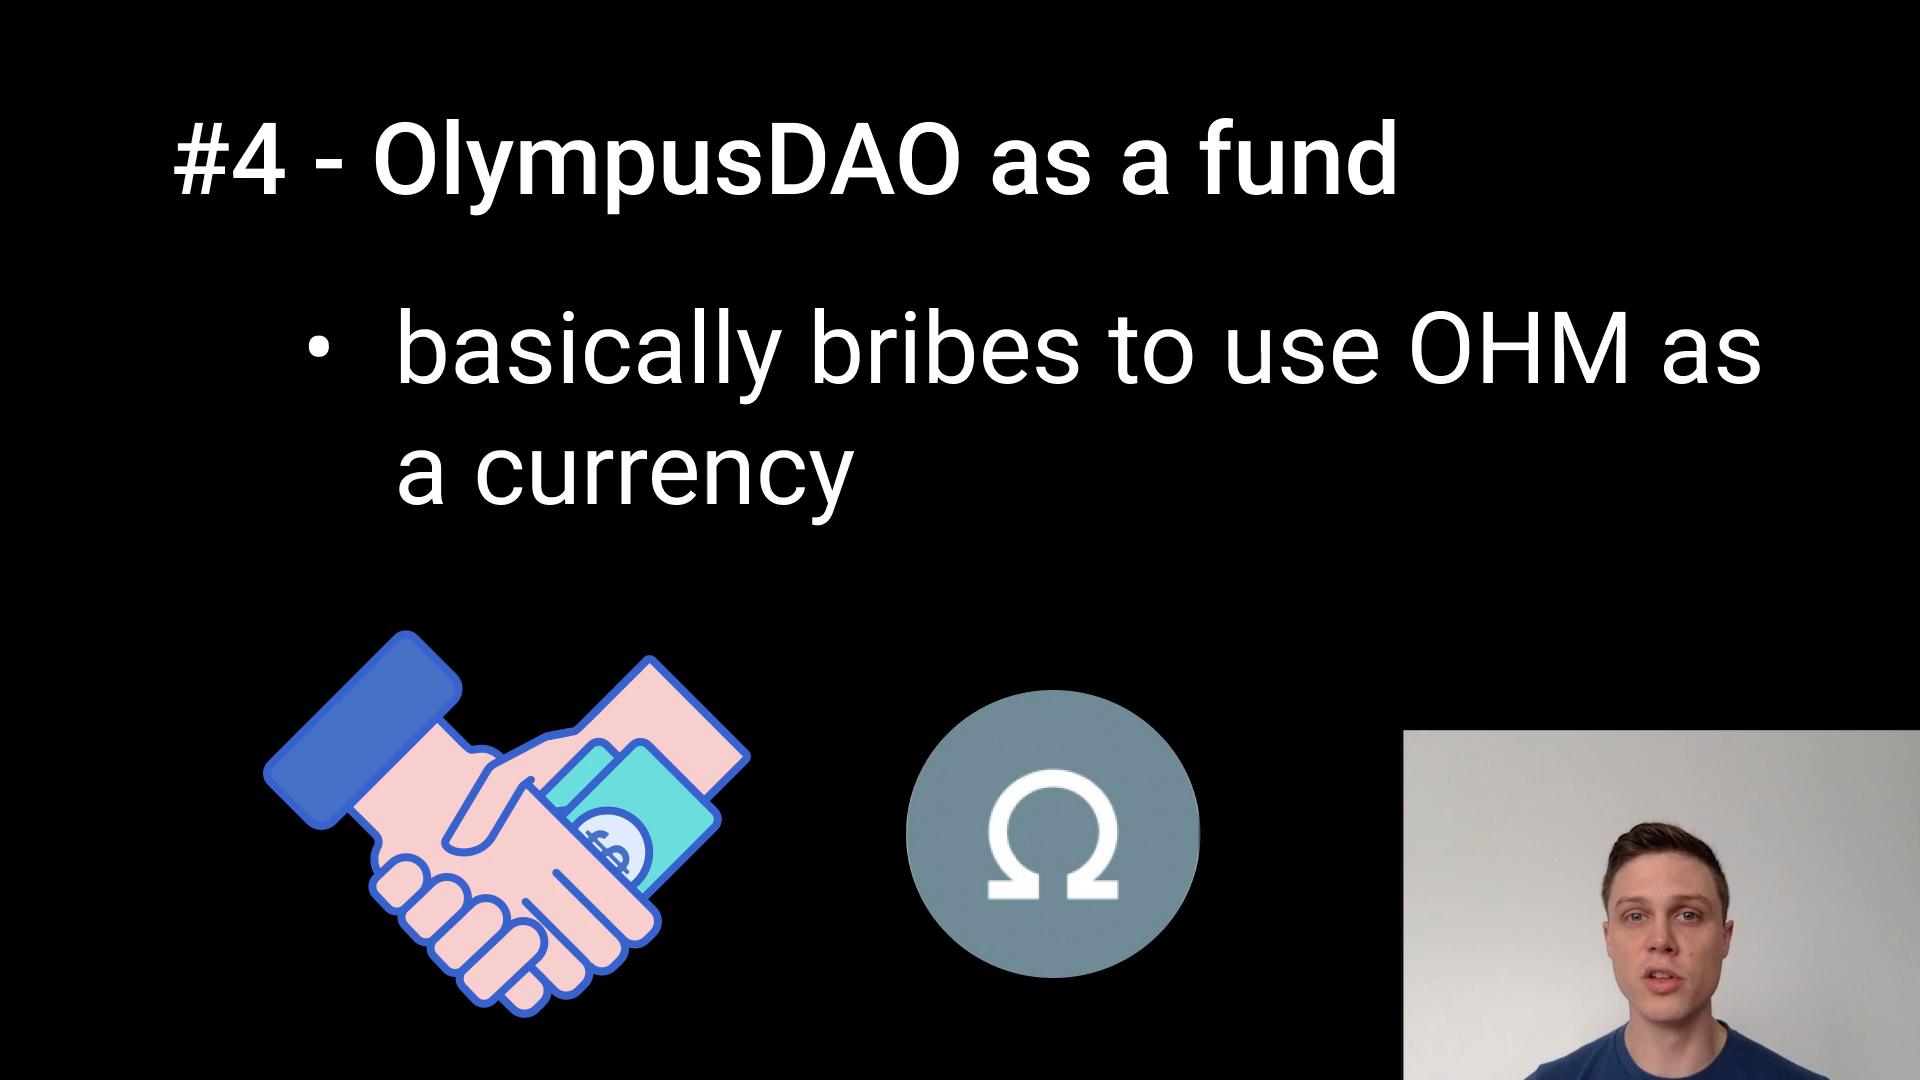 #4 - OlympusDAO as a fund
• basically bribes to use OHM as
a currency
Ω